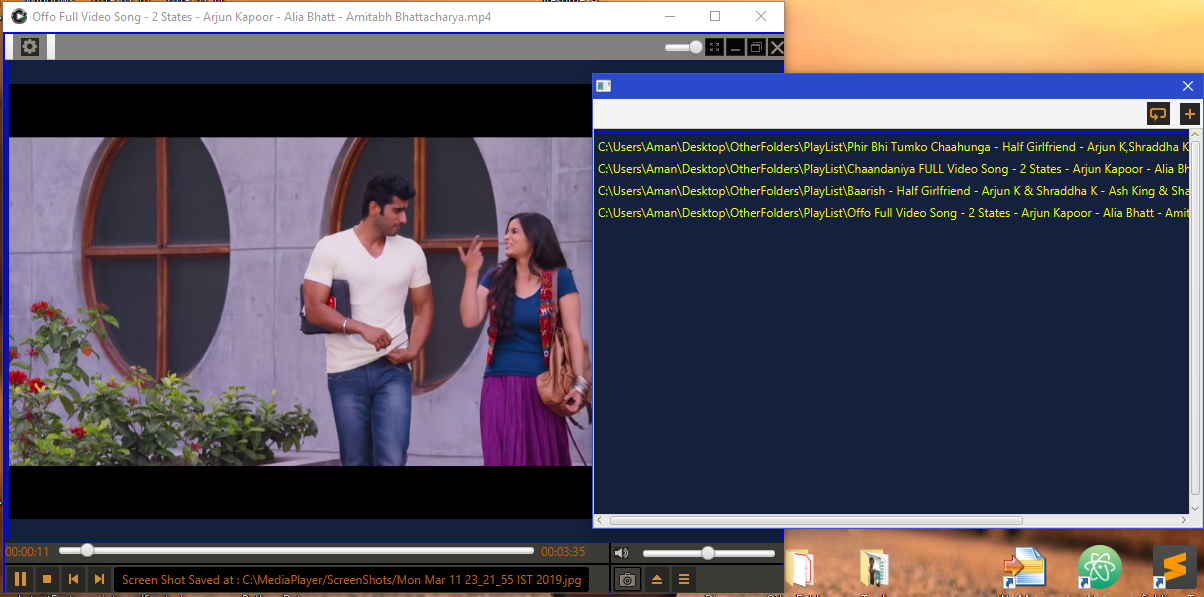 Offo Full Video Song - 2 States - Arjun Kapoor - Alia Bhatt - Amitabh Bhattacharya.mp4
C:\Users\Aman\Desktop\OtherFolders\PlayList\Phir Bhi Tumko Chaahunga - Half Girlfriend - Arjun K,Shraddha K
C:\Users\Aman\Desktop\OtherFolders\PlayList\Chaandaniya FULL Video Song - 2 States - Arjun Kapoor - Alia Bh
C:\Users\Aman\Desktop\OtherFolders\PlayList\Baarish - Half Girlfriend - Arjun K & Shraddha K - Ash King & Sha
C:\Users\Aman\Desktop\OtherFolders\PlayList\Offo Full Video Song - 2 States - Arjun Kapoor - Alia Bhatt - Amit
00:00:11 00:03:35
Screen Shot Saved at : C:\MediaPlayer/ScreenShots/Mon Mar 11 23_21_55 IST 2019.jpg